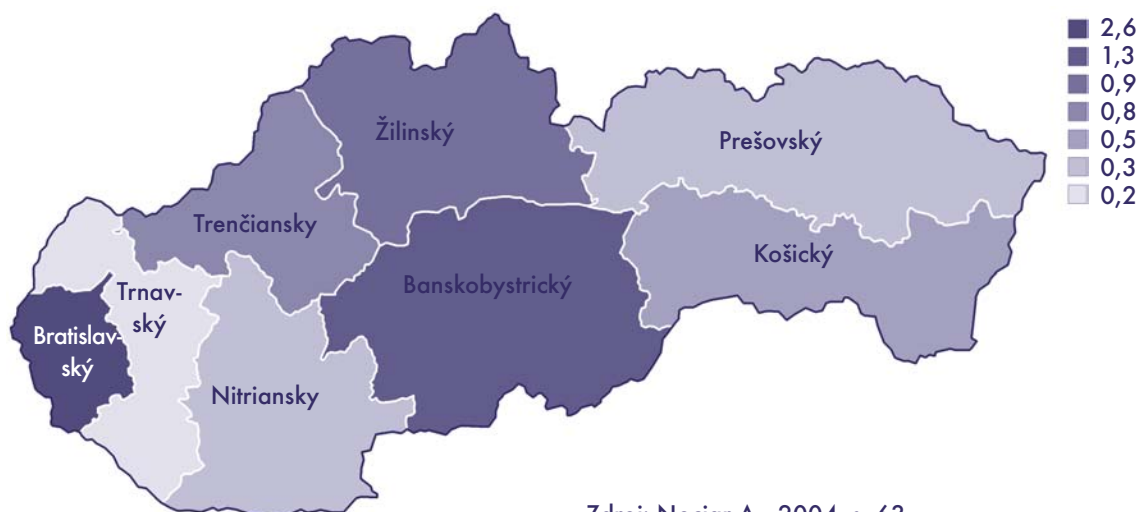 2,6
1,3
0,9
0,8
0,5
0,3
0,2
Žilinský
Prešovský
Trenčiansky
Košický
Banskobystrický
Trnav-
ský
Bratislav-
ský
Nitriansky